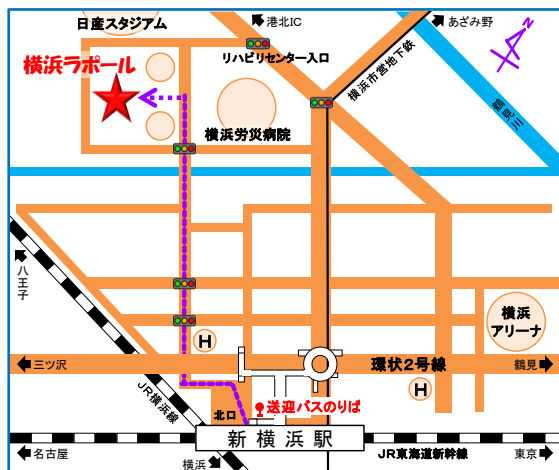 日産スタジアム
港北IC
あざみ野
N
横浜ラポール
リハビリセンター入口
横浜市営地下鉄
鶴見川
横浜労災病院
八王子
横浜
アリーナ
H
三ツ沢
環状2号線
鶴見
H
JR横浜線
北口
送迎バスのりば
新横浜駅
名古屋
横浜
JR東海道新幹線
東京